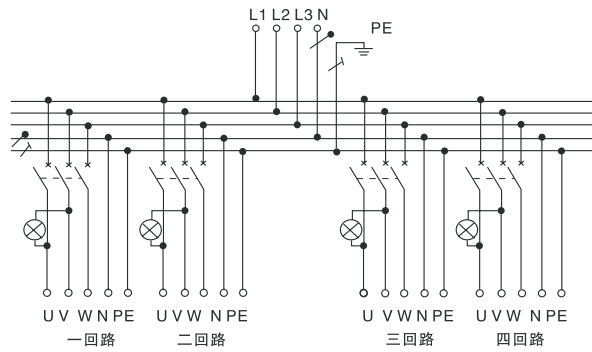 L1 L2 L3 N
PE
U V W N PE U V W N PE U V W N PE U V W N PE
一回路 二回路 三回路 四回路